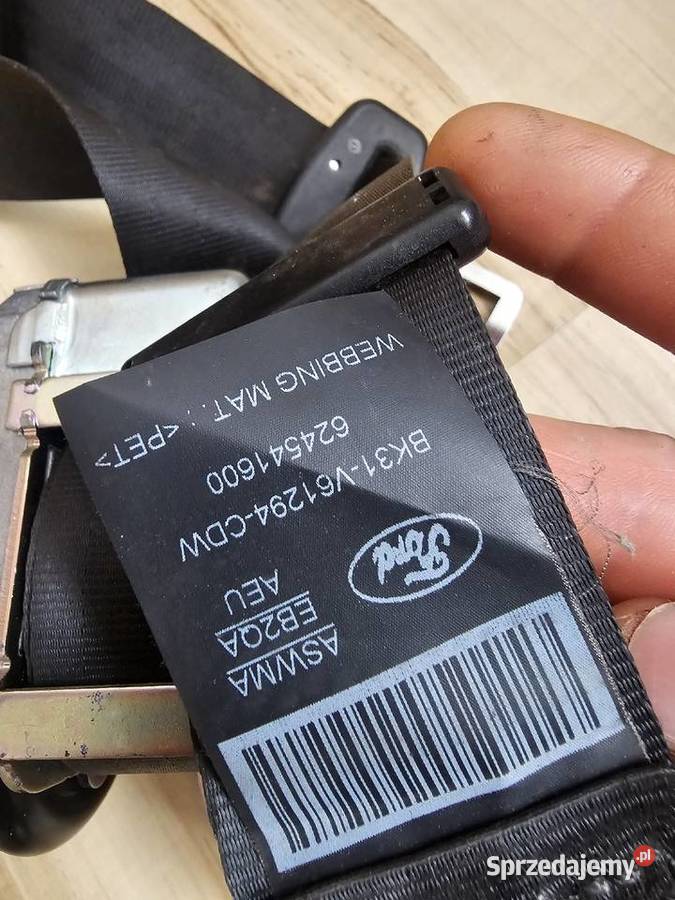 ASWMA
EB2QA
AEU
Ford
BK31-V61294-CDW
624541600
WEBBING MAT. : <PET>
Sprzedajemy.pl